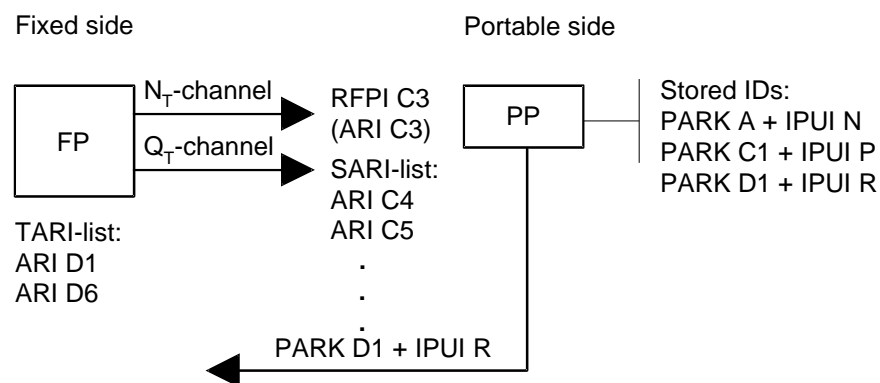 Fixed side
Portable side
FP
N_T-channel
Q_T-channel
TARI-list:
ARI D1
ARI D6
RFPI C3
(ARI C3)
SARI-list:
ARI C4
ARI C5
.
.
.
PP
Stored IDs:
PARK A + IPUI N
PARK C1 + IPUI P
PARK D1 + IPUI R
PARK D1 + IPUI R